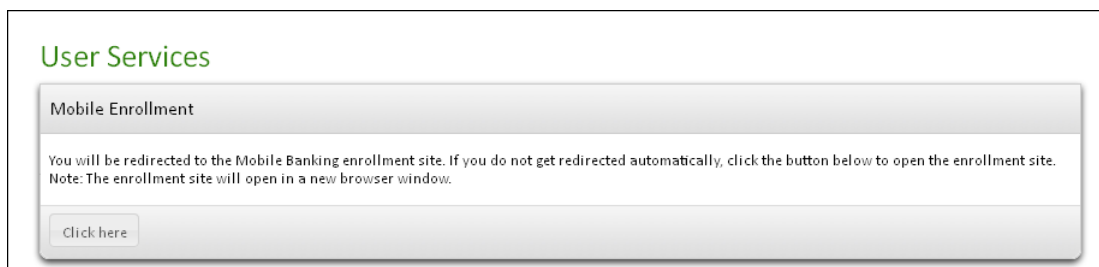 User Services
Mobile Enrollment
You will be redirected to the Mobile Banking enrollment site. If you do not get redirected automatically, click the button below to open the enrollment site.
Note: The enrollment site will open in a new browser window.
Click here